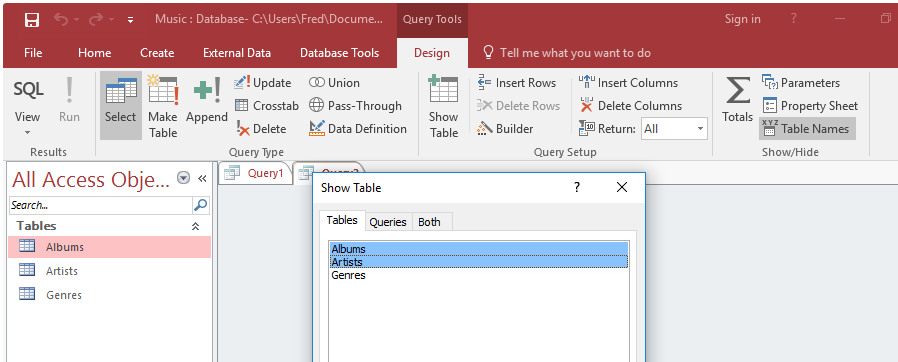 Music : Database- C:\Users\Fred\Docume... Query Tools Sign in ?
File Home Create External Data Database Tools Design Tell me what you want to do
SQL View
Run
Results
Select
Make Table
Append
Update
Crosstab
Delete
Union
Pass-Through
Data Definition
Query Type
Show Table
Insert Rows
Delete Rows
Builder
Insert Columns
Delete Columns
Return: All
Query Setup
Totals
Parameters
Property Sheet
XYZ Table Names
Show/Hide
All Access Obje... «
Search...
Tables
Albums
Artists
Genres
Query1
Show Table ?
Tables Queries Both
Albums
Artists
Genres